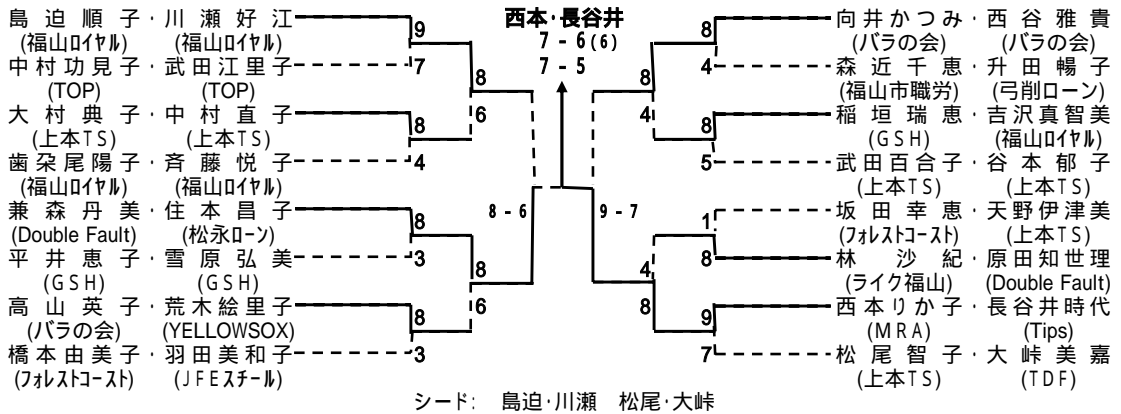 西本・長谷井
7 - 6(6)
7 - 5
島迫順子・川瀬好江
(福山ロイヤル) (福山ロイヤル)
9
中村功見子・武田江里子
(TOP) (TOP)
7
8
大村典子・中村直子
(上本TS) (上本TS)
8
6
歯朶尾陽子・斉藤悦子
(福山ロイヤル) (福山ロイヤル)
4
兼森丹美・住本昌子
(Double Fault) (松永ローン)
8
8 - 6
平井恵子・雪原弘美
(GSH) (GSH)
3
8
高山英子・荒木絵里子
(バラの会) (YELLOWSOX)
8
6
橋本由美子・羽田美和子
(フォレストコースト) (JFEスチール)
3
向井かつみ・西谷雅貴
(バラの会) (バラの会)
8
森近千恵・升田暢子
(福山市職労) (弓削ローン)
4
8
稲垣瑞恵・吉沢真智美
(GSH) (福山ロイヤル)
8
4
武田百合子・谷本郁子
(上本TS) (上本TS)
5
坂田幸恵・天野伊津美
(フォレストコースト) (上本TS)
1
9 - 7
林沙紀・原田知世理
(ライク福山) (Double Fault)
8
4
西本りか子・長谷井時代
(MRA) (Tips)
9
8
松尾智子・大峠美嘉
(上本TS) (TDF)
7
シード: 島迫・川瀬 松尾・大峠